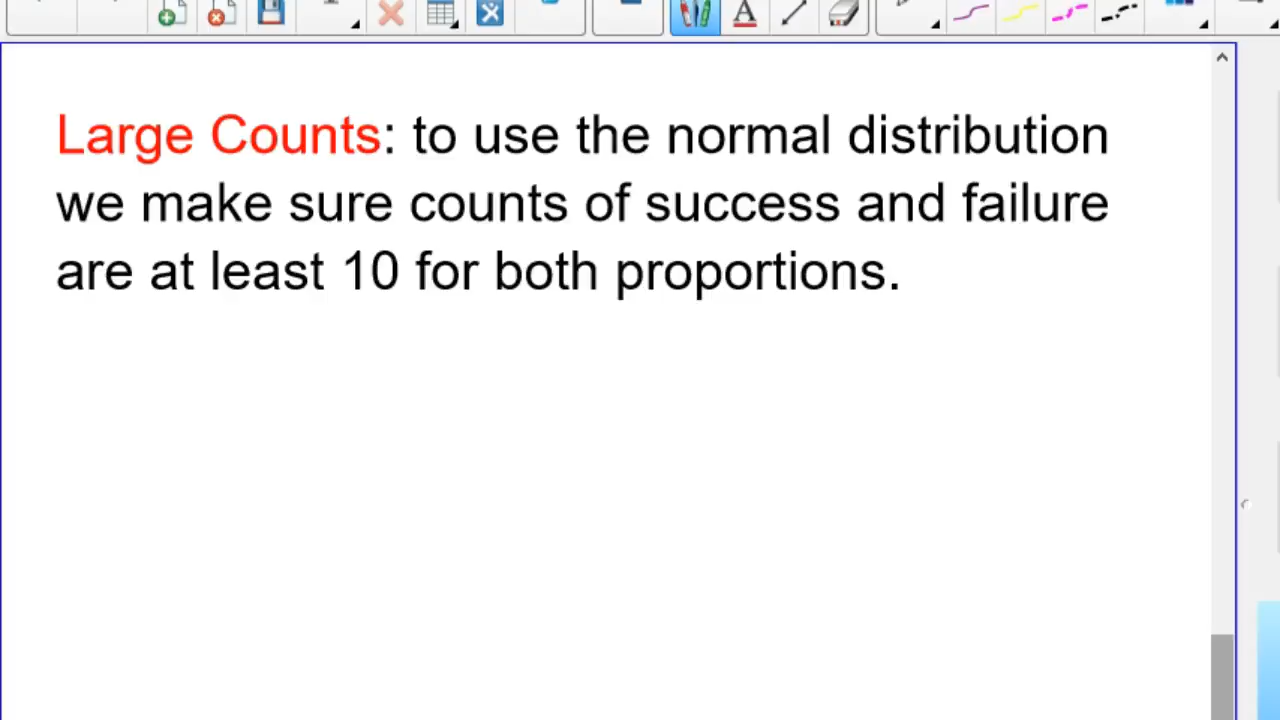 Large Counts: to use the normal distribution
we make sure counts of success and failure
are at least 10 for both proportions.